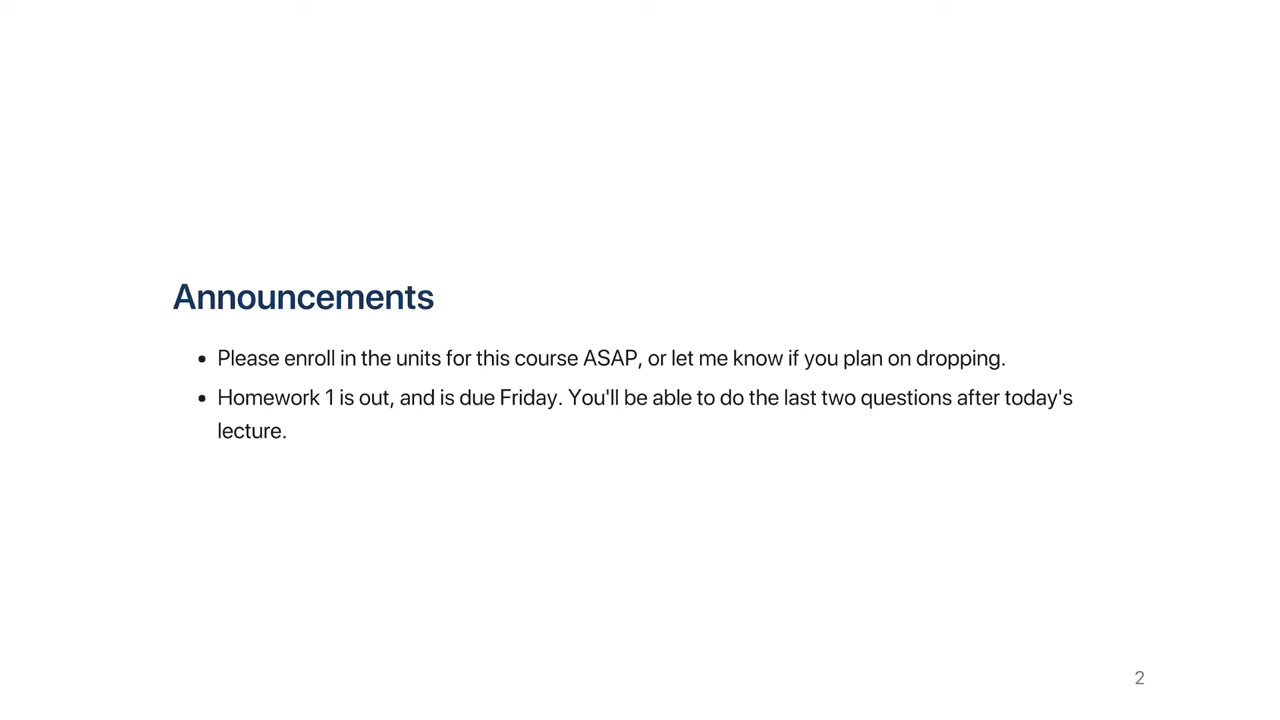 Announcements
• Please enroll in the units for this course ASAP, or let me know if you plan on dropping.
• Homework 1 is out, and is due Friday. You'll be able to do the last two questions after today's
lecture.
2